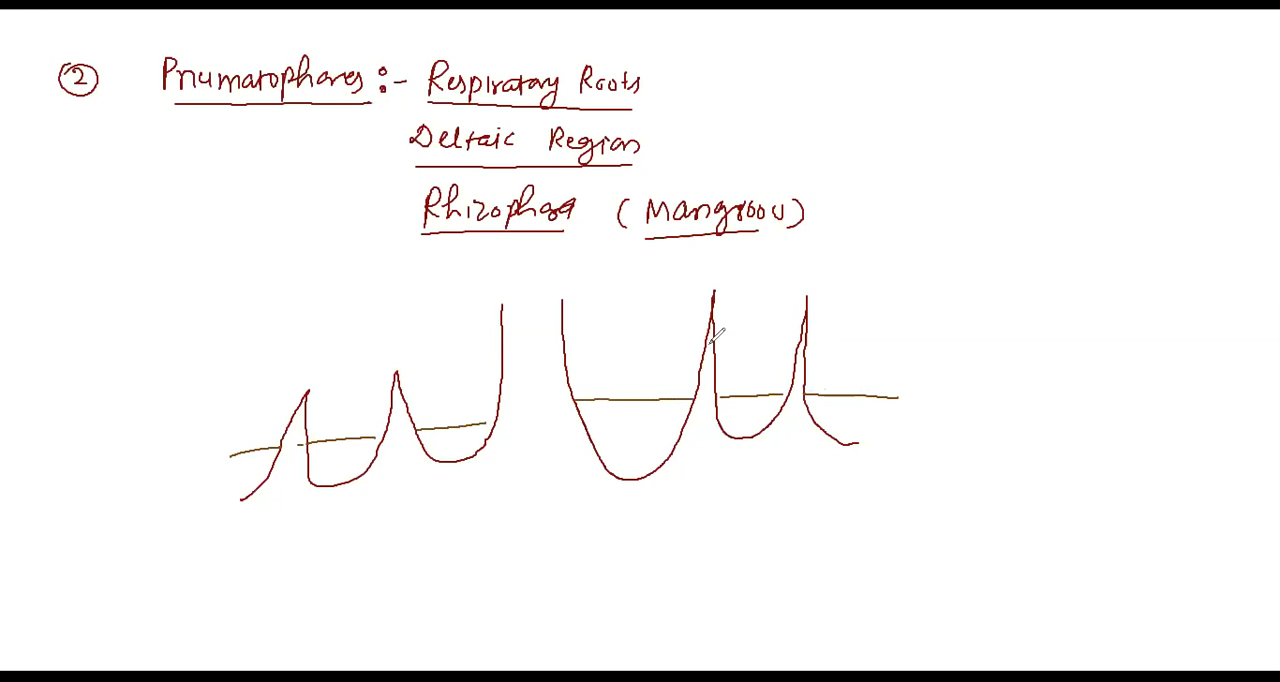 ② Pnumatophores :- Respiratory Roots
Deltaic Region
Rhizophora (Mangroov)